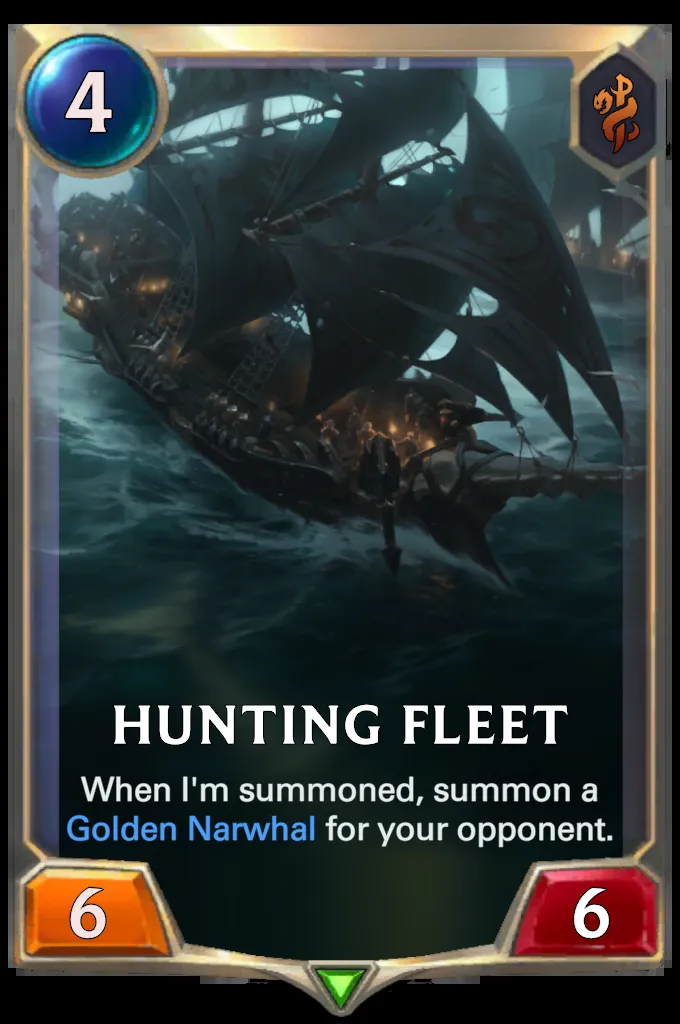 4
HUNTING FLEET
When I'm summoned, summon a
Golden Narwhal for your opponent.
6
6